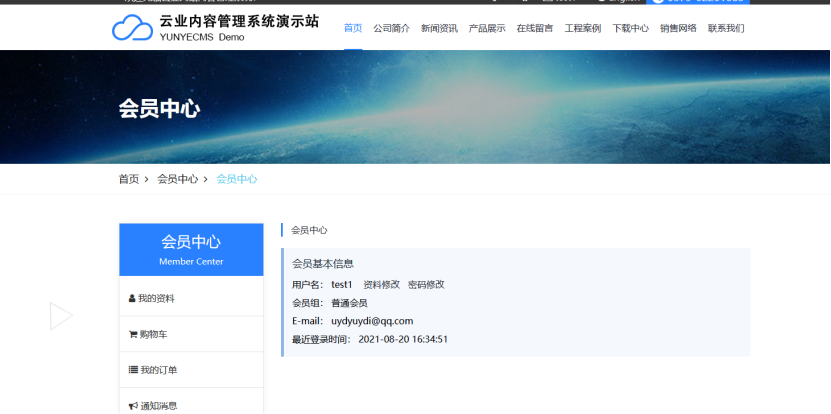 云业内容管理系统演示站
YUNYECMS Demo
首页 公司简介 新闻资讯 产品展示 在线留言 工程案例 下载中心 销售网络 联系我们
会员中心
首页 > 会员中心 > 会员中心
会员中心
Member Center
我的资料
购物车
我的订单
通知消息
会员中心
会员基本信息
用户名： test1 资料修改 密码修改
会员组： 普通会员
E-mail： uydyuydi@qq.com
最近登录时间： 2021-08-20 16:34:51